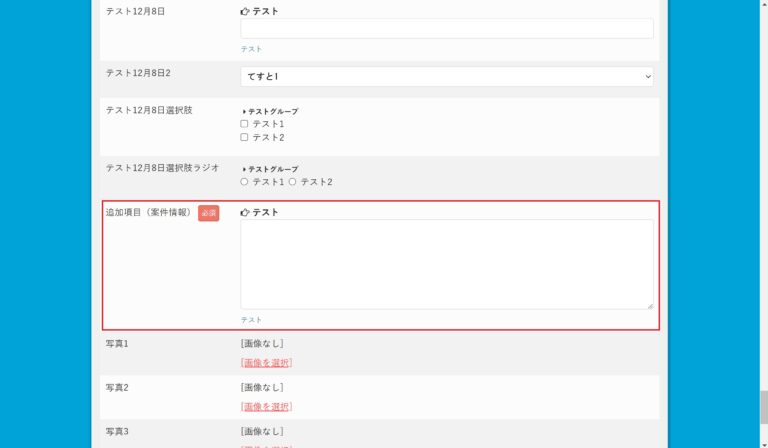 テスト12月8日
テスト
テスト
テスト12月8日2
てすと1
テスト12月8日選択肢
テストグループ
テスト1
テスト2
テスト12月8日選択肢ラジオ
テストグループ
テスト1 テスト2
追加項目（案件情報） 必須
テスト
テスト
写真1
[画像なし]
[画像を選択]
写真2
[画像なし]
[画像を選択]
写真3
[画像なし]